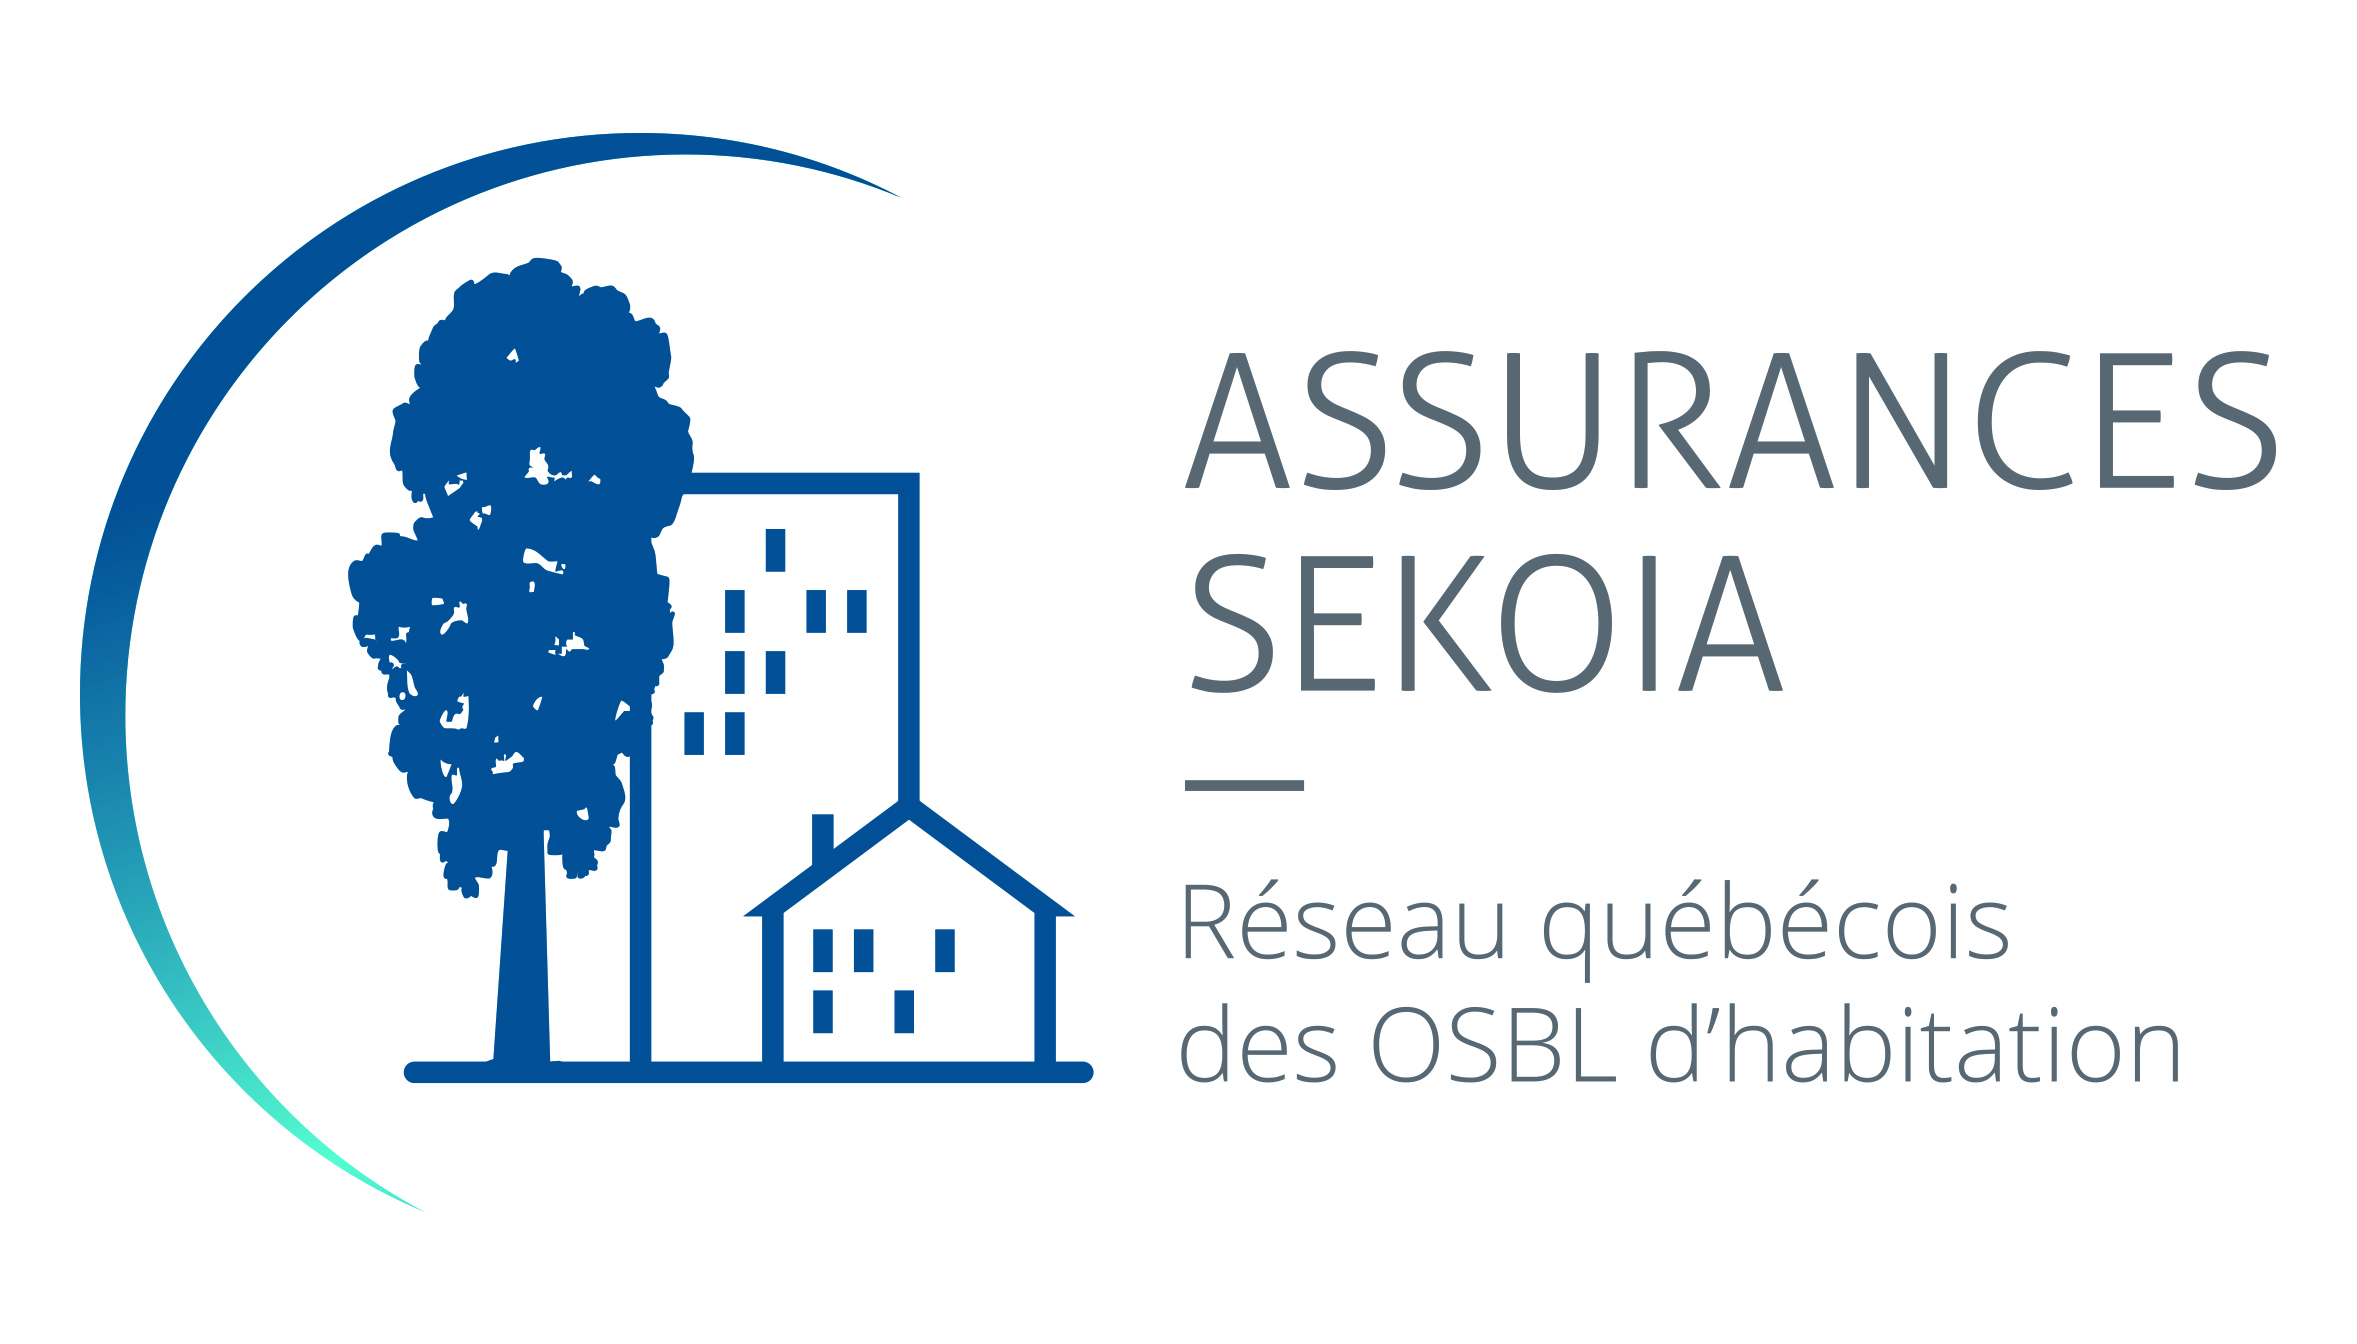 ASSURANCES
SEKOIA
Réseau québécois
des OSBL d’habitation